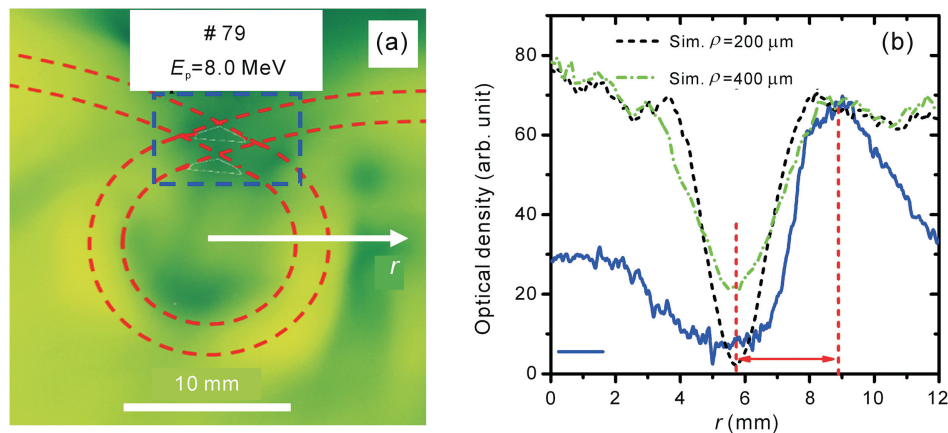 # 79
Eₚ=8.0 MeV
(a)
r
10 mm
(b)
Sim. ρ=200 μm
Sim. ρ=400 μm
Optical density (arb. unit)
80
60
40
20
0
0 2 4 6 8 10 12
r (mm)